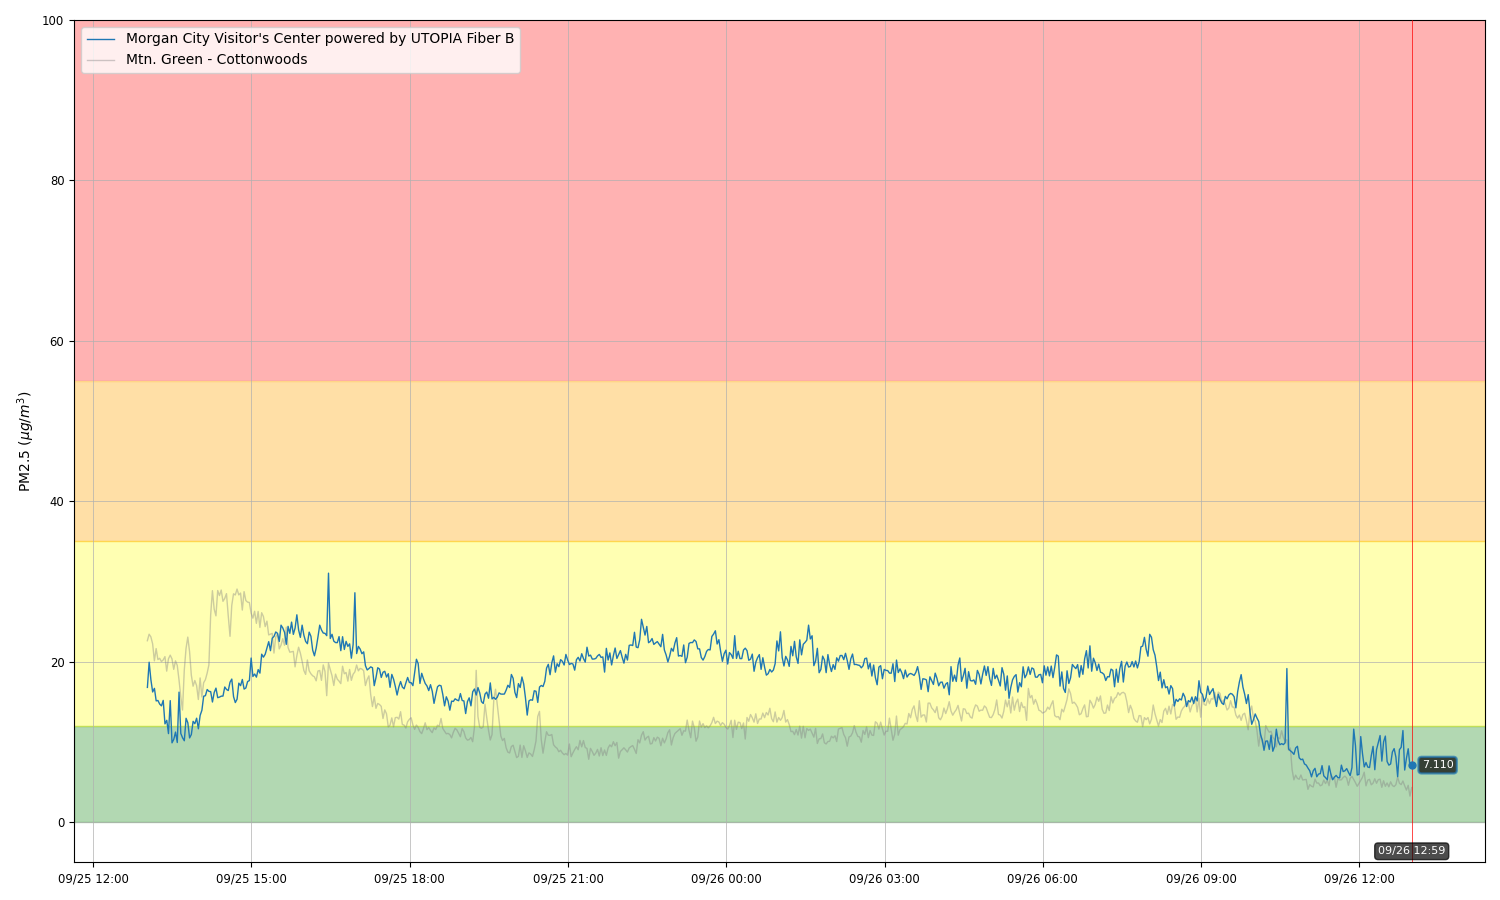 100
Morgan City Visitor's Center powered by UTOPIA Fiber B
Mtn. Green - Cottonwoods
80
60
PM2.5 (μg/m³)
40
20
7.110
0
09/26 12:59
09/25 12:00 09/25 15:00 09/25 18:00 09/25 21:00 09/26 00:00 09/26 03:00 09/26 06:00 09/26 09:00 09/26 12:00